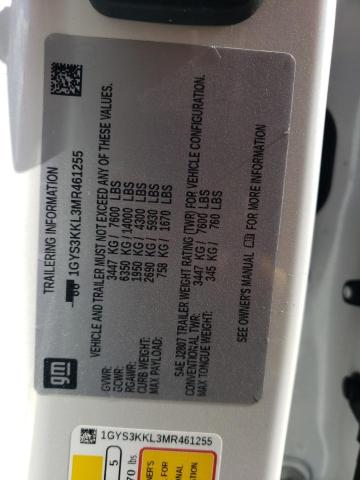 TRAILERING INFORMATION
1GYS3KKL3MR461255
VEHICLE AND TRAILER MUST NOT EXCEED ANY OF THESE VALUES.
GVWR: 3447 KG / 7600 LBS
GCWR: 6350 KG / 14000 LBS
RGAWR: 1950 KG / 4300 LBS
CURB WEIGHT: 2690 KG / 5930 LBS
MAX PAYLOAD: 758 KG / 1670 LBS
SAE J2807 TRAILER WEIGHT RATING (TWR) FOR VEHICLE CONFIGURATION.
CONVENTIONAL TWR: 3447 KG / 7600 LBS
MAX TONGUE WEIGHT: 345 KG / 760 LBS
SEE OWNER'S MANUAL FOR MORE INFORMATION
gm
1GYS3KKL3MR461255
5
70 lbs.